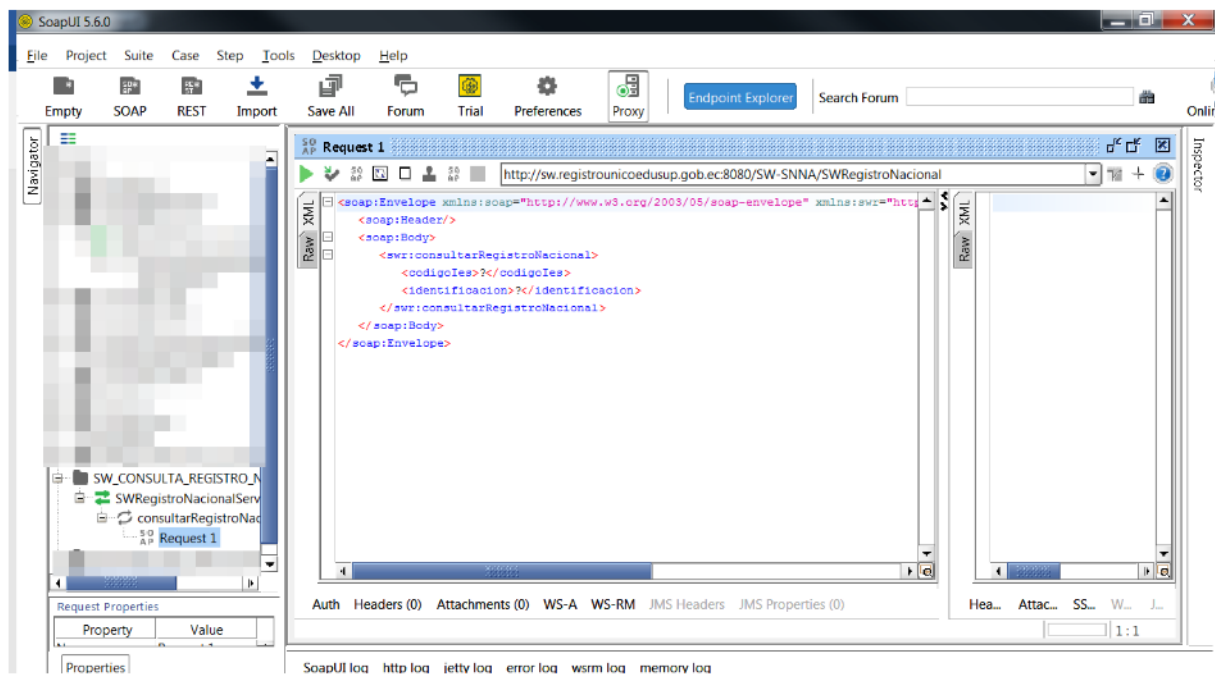 SoapUI 5.6.0
File Project Suite Case Step Tools Desktop Help
Empty SOAP REST Import Save All Forum Trial Preferences Proxy Endpoint Explorer Search Forum Onlin
Navigator
SOAP Request 1
Inspector
http://sw.registrounicoedusup.gob.ec:8080/SW-SNNA/SWRegistroNacional
XML
Raw
<soap:Envelope xmlns:soap="http://www.w3.org/2003/05/soap-envelope" xmlns:swr="http
<soap:Header/>
<soap:Body>
<swr:consultarRegistroNacional>
<codigoIes>?</codigoIes>
<identificacion>?</identificacion>
</swr:consultarRegistroNacional>
</soap:Body>
</soap:Envelope>
XML
Raw
SW_CONSULTA_REGISTRO_N
SWRegistroNacionalServ
consultarRegistroNac
SOAP Request 1
Auth Headers (0) Attachments (0) WS-A WS-RM JMS Headers JMS Properties (0)
Hea... Attac... SS... W... J...
1:1
Request Properties
Property Value
Properties
SoapUI log http log jetty log error log wsrm log memory log